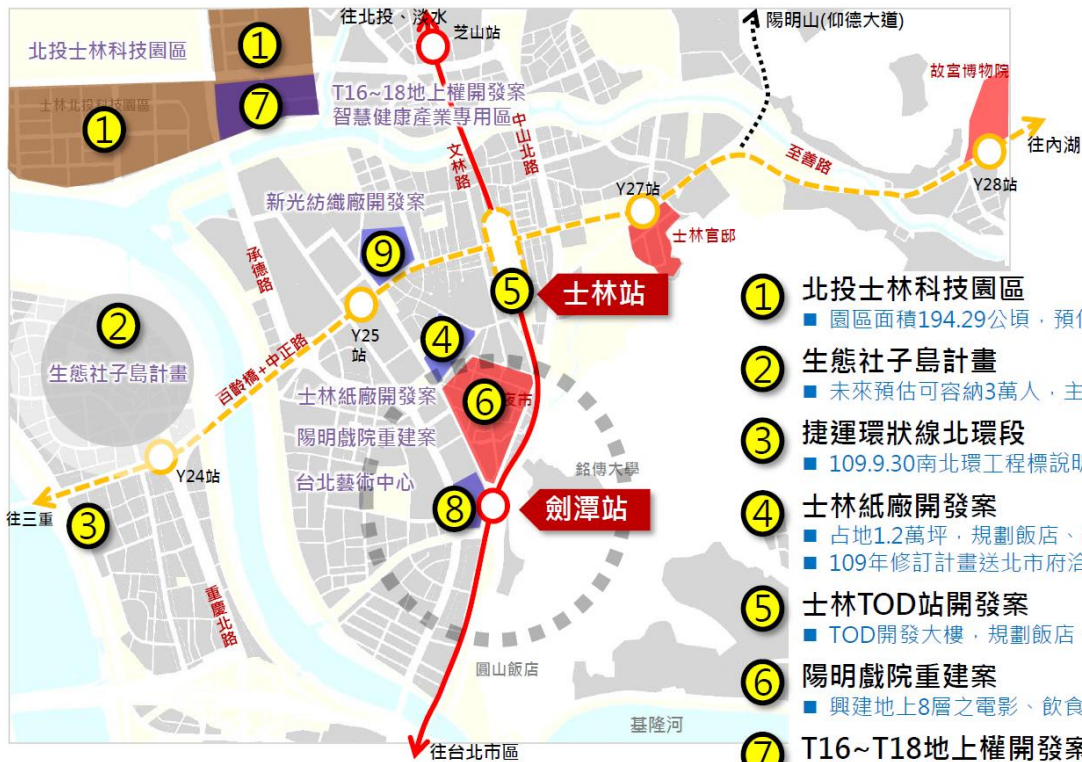 往北投、淡水
芝山站
陽明山(仰德大道)
北投士林科技園區
1
7
1
士林北投科技園區
T16~18地上權開發案
智慧健康產業專用區
文林路
中山北路
故宮博物院
往內湖
Y28站
至善路
Y27站
士林官邸
新光紡織廠開發案
9
承德路
5
士林站
2
生態社子島計畫
Y25
站
百齡橋+中正路
4
士林紙廠開發案
6
夜市
陽明戲院重建案
台北藝術中心
8
銘傳大學
劍潭站
Y24站
往三重
3
重慶北路
圓山飯店
基隆河
往台北市區
1 北投士林科技園區
■ 園區面積194.29公頃，預
2 生態社子島計畫
■ 未來預估可容納3萬人，主
3 捷運環狀線北環段
■ 109.9.30南北環工程標說明
4 士林紙廠開發案
■ 占地1.2萬坪，規劃飯店、
■ 109年修訂計畫送北市府洽
5 士林TOD站開發案
■ TOD開發大樓，規劃飯店
6 陽明戲院重建案
■ 興建地上8層之電影、飲食
7 T16~T18地上權開發案